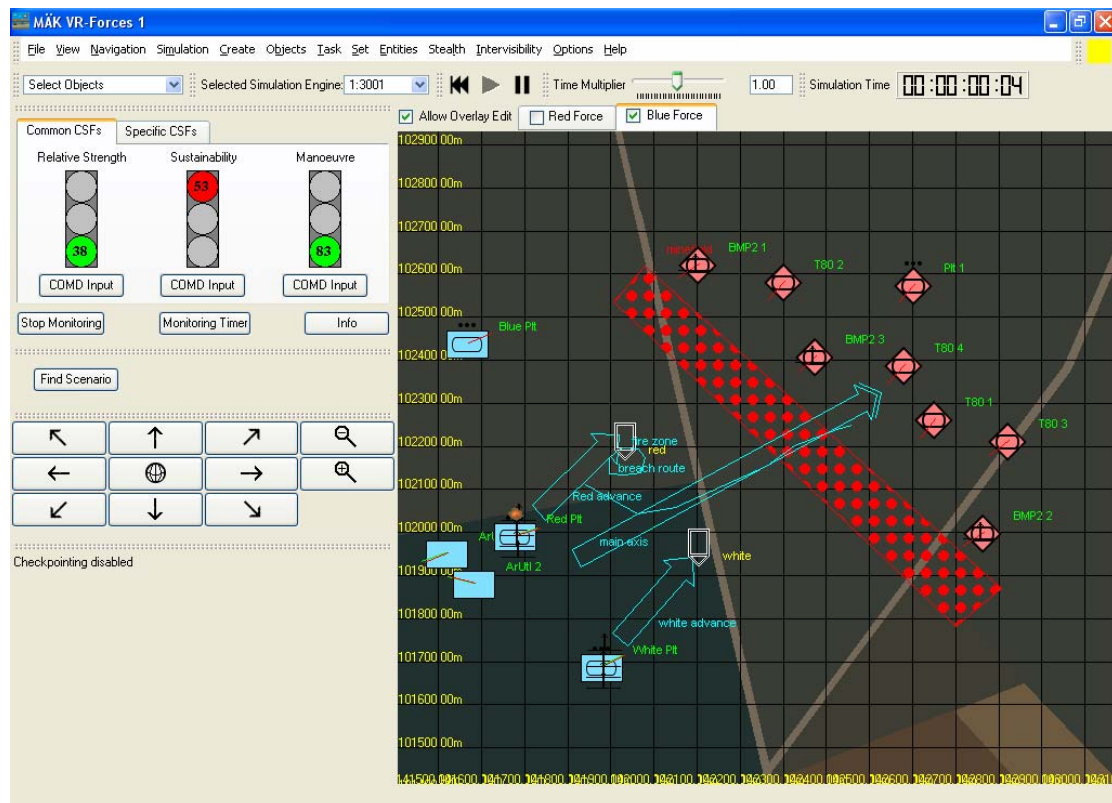 MÄK VR-Forces 1
File View Navigation Simulation Create Objects Task Set Entities Stealth Intervisibility Options Help
Select Objects Selected Simulation Engine: 1:3001 Time Multiplier 1.00 Simulation Time 00:00:00:04
Allow Overlay Edit Red Force Blue Force
Common CSFs Specific CSFs
Relative Strength Sustainability Manoeuvre
53
38 83
COMD Input COMD Input COMD Input
Stop Monitoring Monitoring Timer Info
Find Scenario
Checkpointing disabled
102900 00m
102800 00m
102700 00m
102600 00m
102500 00m
102400 00m
102300 00m
102200 00m
102100 00m
102000 00m
101900 00m
101800 00m
101700 00m
101600 00m
101500 00m
minefield
BMP2 1
T80 2
Plt 1
Blue Plt
BMP2 3
T80 4
T80 1
T80 3
fire zone
red
breach route
Red advance
Red Plt
BMP2 2
main axis
ArUtl 2
white
white advance
White Plt